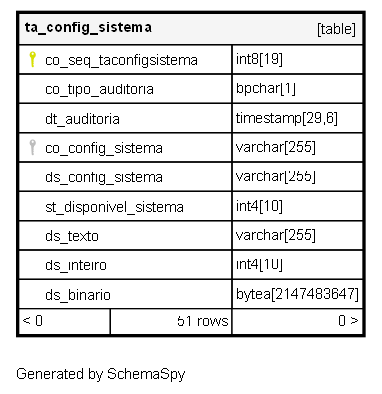 ta_config_sistema [table]
co_seq_taconfigsistema int8[19]
co_tipo_auditoria bpchar[1]
dt_auditoria timestamp[29,6]
co_config_sistema varchar[255]
ds_config_sistema varchar[255]
st_disponivel_sistema int4[10]
ds_texto varchar[255]
ds_inteiro int4[10]
ds_binario bytea[2147483647]
< 0 51 rows 0 >
Generated by SchemaSpy